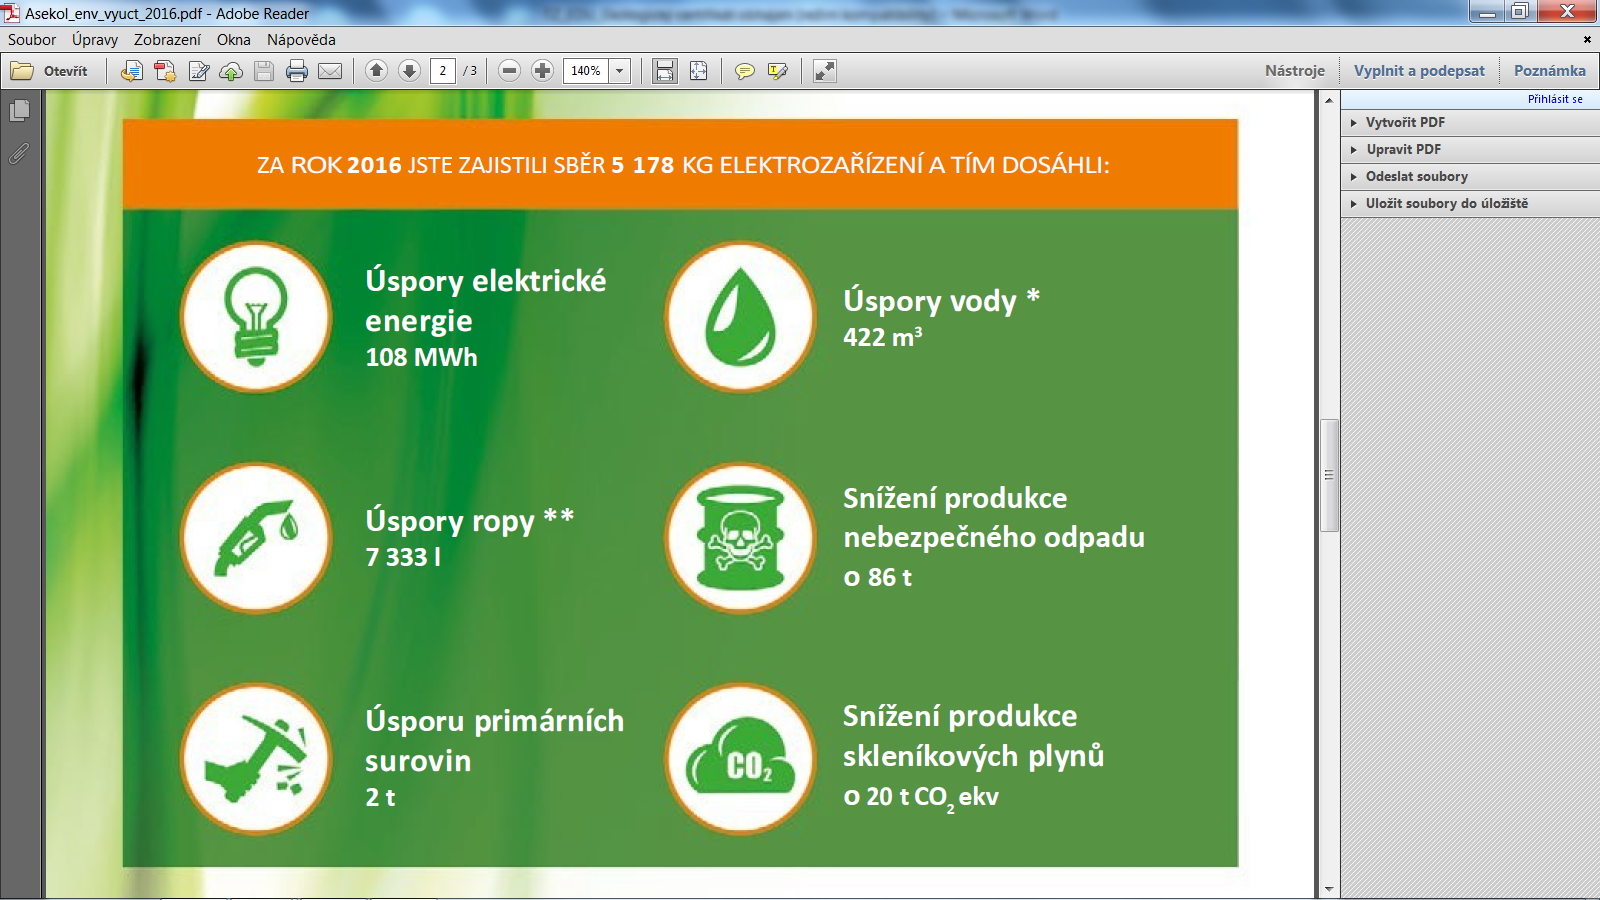 Asekol_env_vyuct_2016.pdf - Adobe Reader
Soubor Úpravy Zobrazení Okna Nápověda
Otevřít 2 / 3 140% Nástroje Vyplnit a podepsat Poznámka
Přihlásit se
Vytvořit PDF
Upravit PDF
Odeslat soubory
Uložit soubory do úložiště
ZA ROK 2016 JSTE ZAJISTILI SBĚR 5 178 KG ELEKTROZAŘÍZENÍ A TÍM DOSÁHLI:
Úspory elektrické
energie
108 MWh
Úspory vody *
422 m³
Úspory ropy **
7 333 l
Snížení produkce
nebezpečného odpadu
o 86 t
Úsporu primárních
surovin
2 t
CO₂
Snížení produkce
skleníkových plynů
o 20 t CO₂ ekv